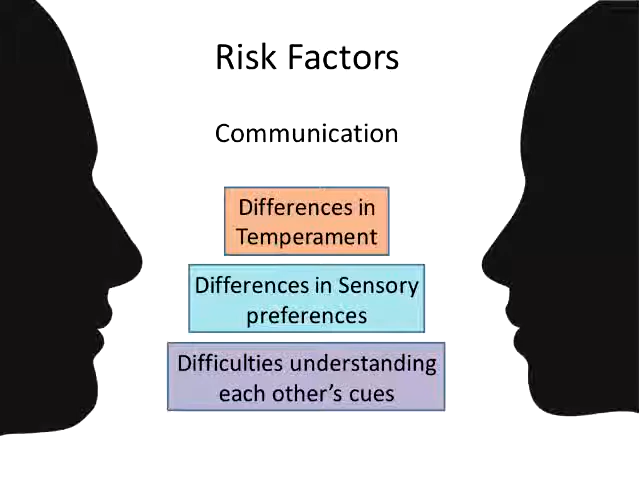 Risk Factors
Communication
Differences in
Temperament
Differences in Sensory
preferences
Difficulties understanding
each other’s cues